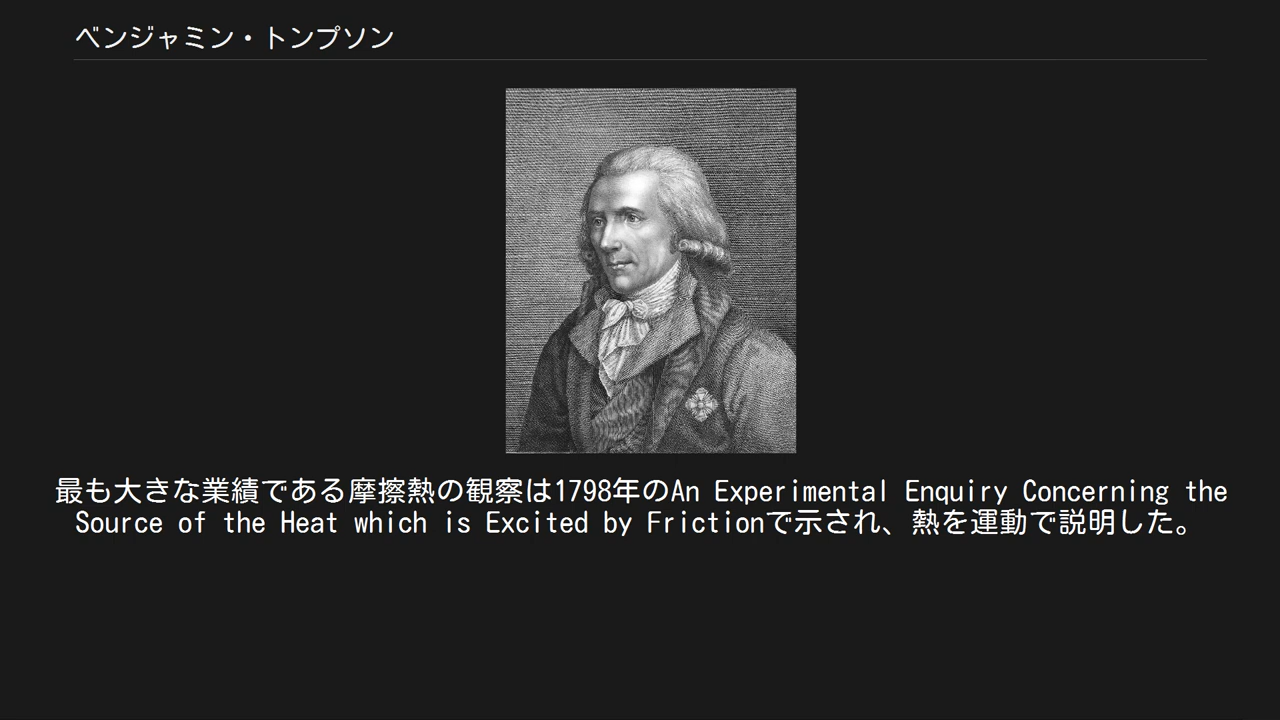 ベンジャミン・トンプソン
最も大きな業績である摩擦熱の観察は1798年のAn Experimental Enquiry Concerning the
Source of the Heat which is Excited by Frictionで示され、熱を運動で説明した。